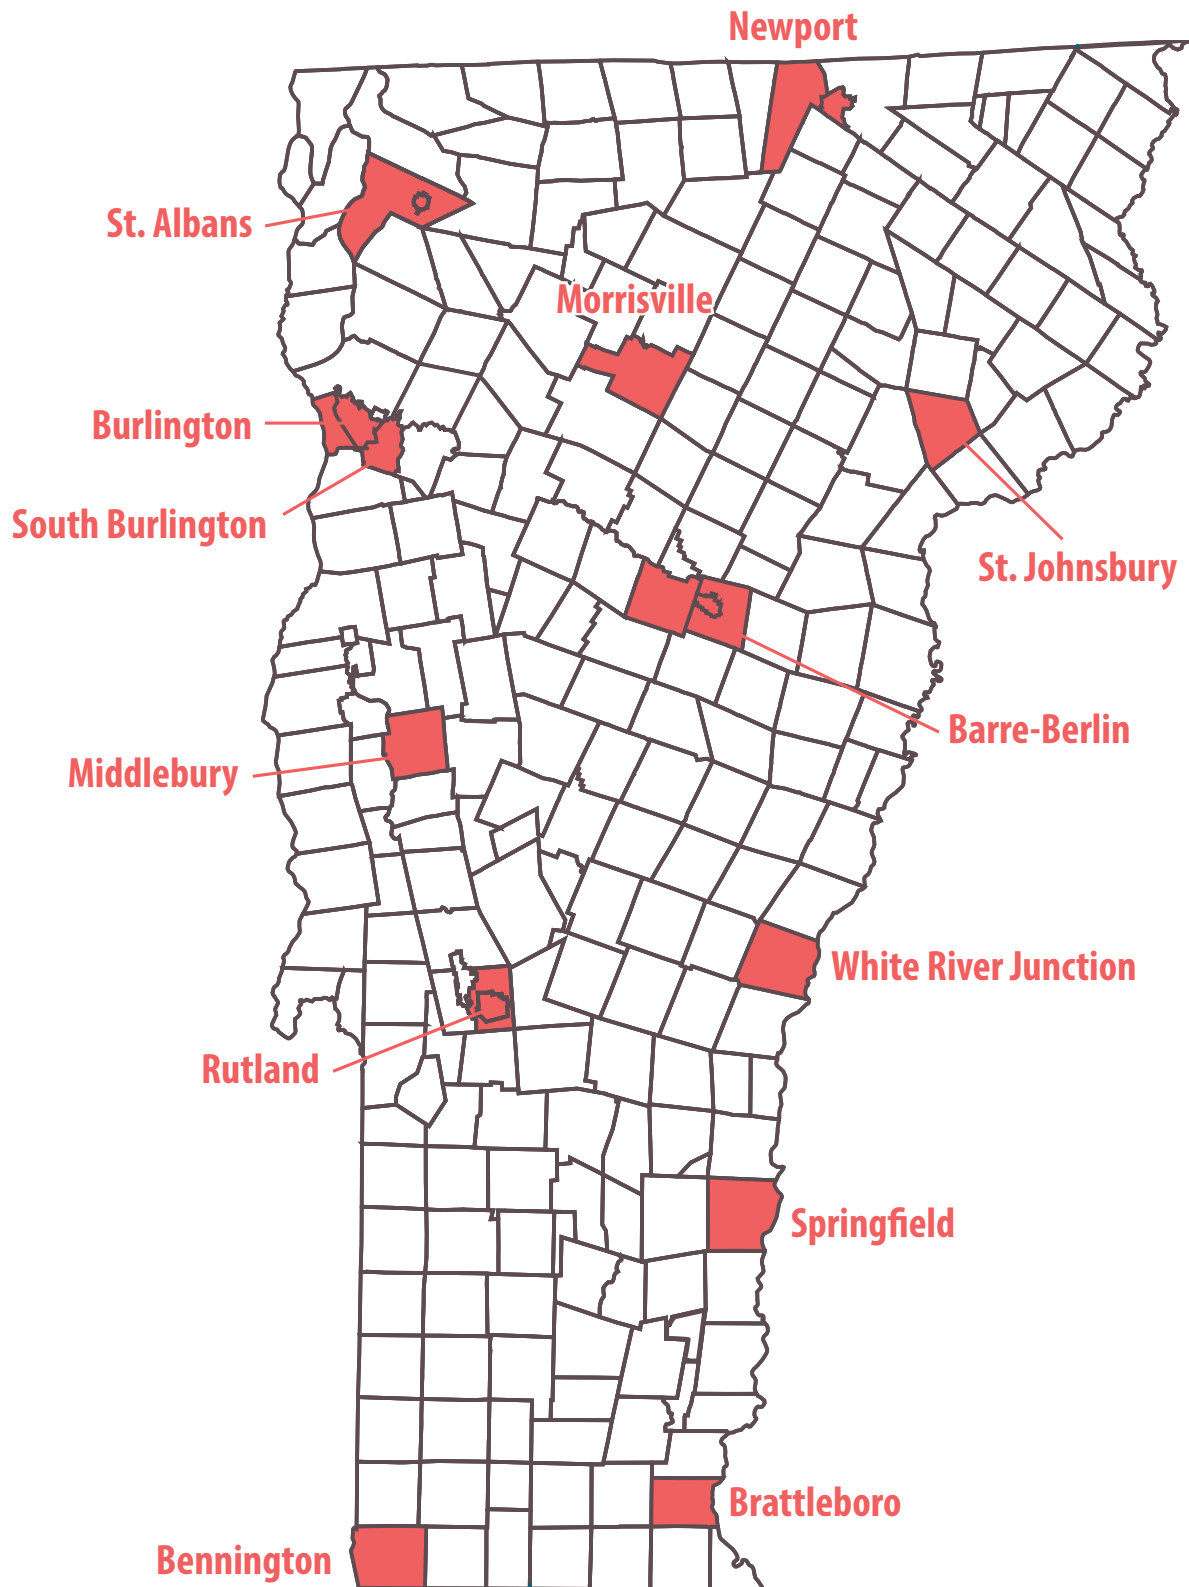 Newport
St. Albans
Morrisville
Burlington
South Burlington
St. Johnsbury
Barre-Berlin
Middlebury
White River Junction
Rutland
Springfield
Brattleboro
Bennington